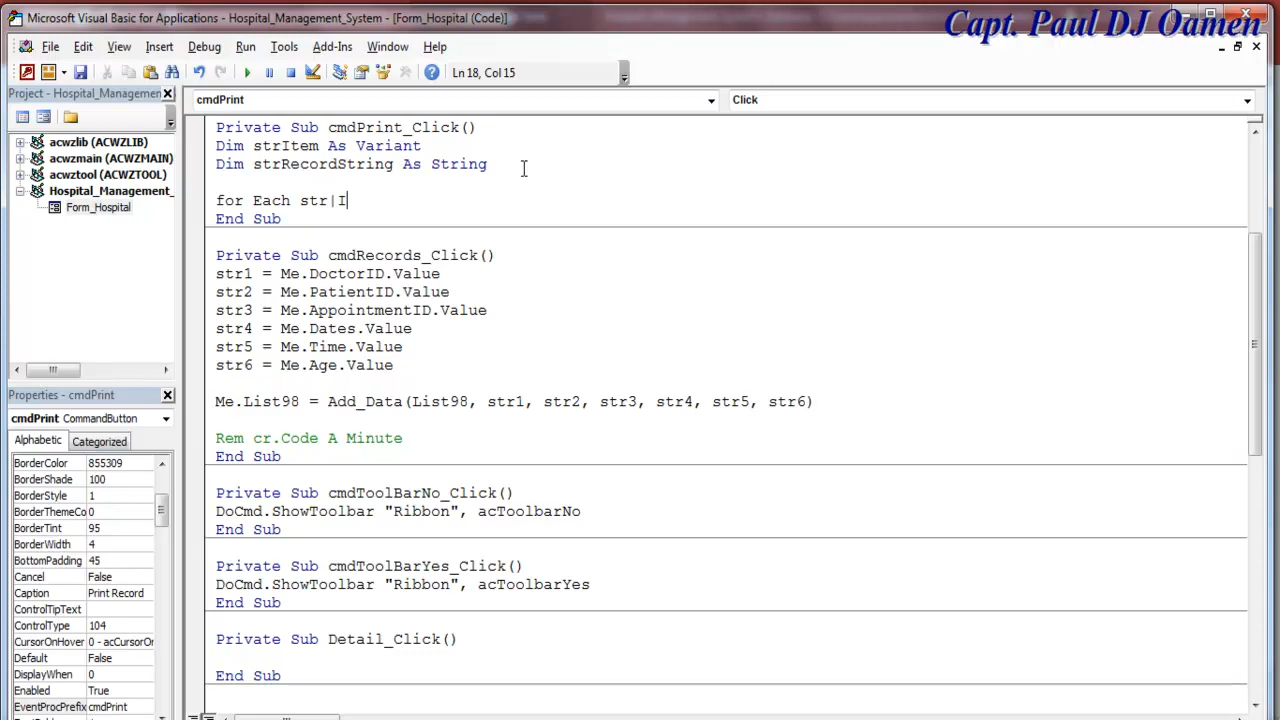 Microsoft Visual Basic for Applications - Hospital_Management_System - [Form_Hospital (Code)]
Capt. Paul DJ Oamen
File Edit View Insert Debug Run Tools Add-Ins Window Help
Ln 18, Col 15
Project - Hospital_Managemen
cmdPrint
Click
acwzlib (ACWZLIB)
acwzmain (ACWZMAIN)
acwztool (ACWZTOOL)
Hospital_Management_
Form_Hospital
Properties - cmdPrint
cmdPrint CommandButton
Alphabetic Categorized
BorderColor 855309
BorderShade 100
BorderStyle 1
BorderThemeCo 0
BorderTint 95
BorderWidth 4
BottomPadding 45
Cancel False
Caption Print Record
ControlTipText
ControlType 104
CursorOnHover 0 - acCursorOn
Default False
DisplayWhen 0
Enabled True
EventProcPrefix cmdPrint
Private Sub cmdPrint_Click()
Dim strItem As Variant
Dim strRecordString As String
for Each str|I
End Sub
Private Sub cmdRecords_Click()
str1 = Me.DoctorID.Value
str2 = Me.PatientID.Value
str3 = Me.AppointmentID.Value
str4 = Me.Dates.Value
str5 = Me.Time.Value
str6 = Me.Age.Value
Me.List98 = Add_Data(List98, str1, str2, str3, str4, str5, str6)
Rem cr.Code A Minute
End Sub
Private Sub cmdToolBarNo_Click()
DoCmd.ShowToolbar "Ribbon", acToolbarNo
End Sub
Private Sub cmdToolBarYes_Click()
DoCmd.ShowToolbar "Ribbon", acToolbarYes
End Sub
Private Sub Detail_Click()
End Sub